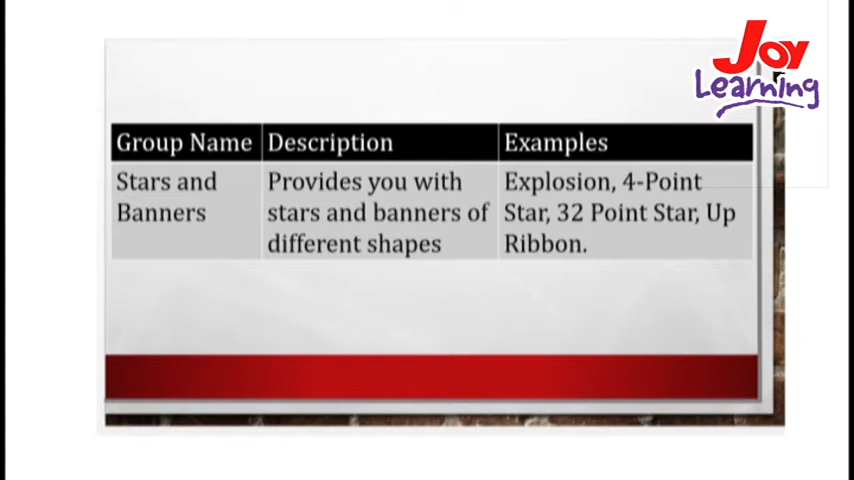 Joy
Learning
Group Name Description Examples
Stars and Provides you with Explosion, 4-Point
Banners stars and banners of Star, 32 Point Star, Up
different shapes Ribbon.